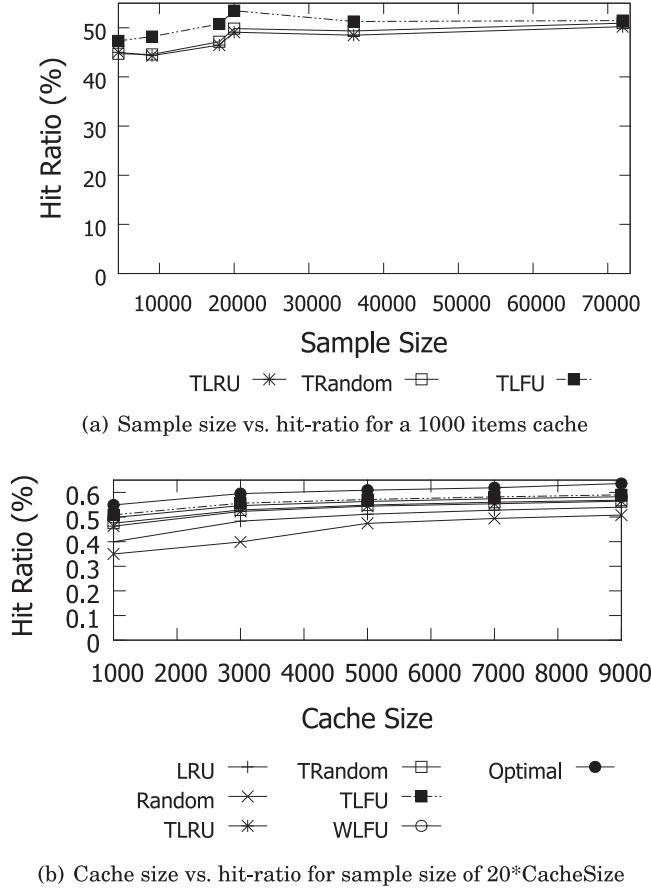 50
40
30
20
10
0
Hit Ratio (%)
10000 20000 30000 40000 50000 60000 70000
Sample Size
TLRU TRandom TLFU
(a) Sample size vs. hit-ratio for a 1000 items cache
0.6
0.5
0.4
0.3
0.2
0.1
0
Hit Ratio (%)
1000 2000 3000 4000 5000 6000 7000 8000 9000
Cache Size
LRU TRandom Optimal
Random TLFU
TLRU WLFU
(b) Cache size vs. hit-ratio for sample size of 20*CacheSize